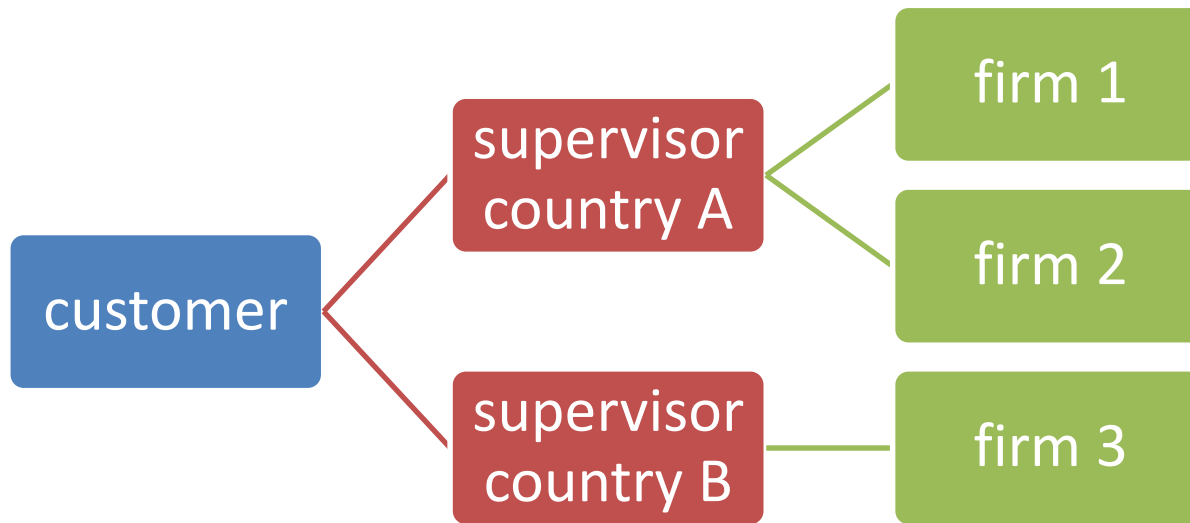 customer
supervisor
country A
supervisor
country B
firm 1
firm 2
firm 3